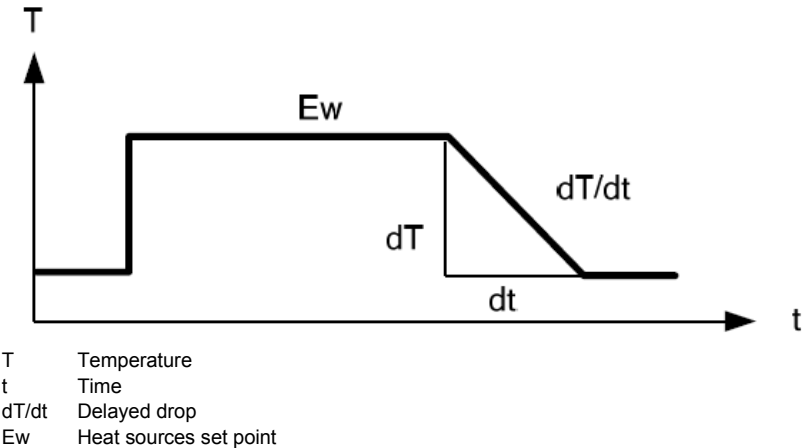 T
Ew
dT/dt
dT
dt
t
T Temperature
t Time
dT/dt Delayed drop
Ew Heat sources set point